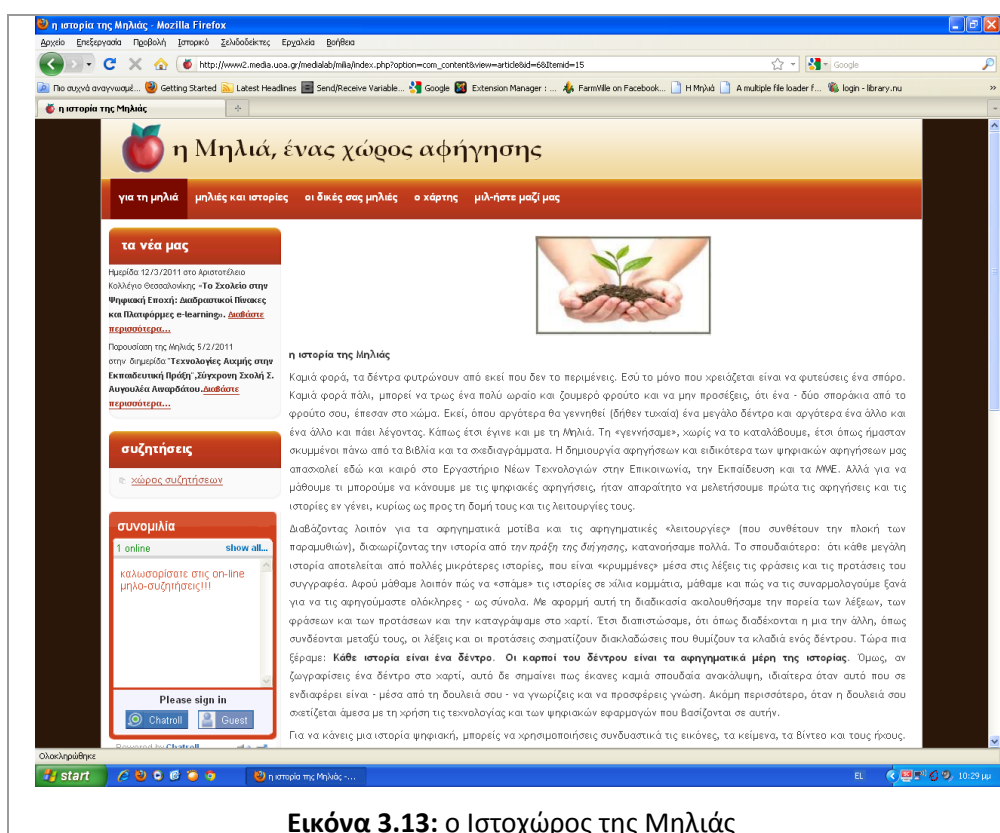 η ιστορία της Μηλιάς - Mozilla Firefox
Αρχείο Επεξεργασία Προβολή Ιστορικό Σελιδοδείκτες Εργαλεία Βοήθεια
http://www2.media.uoa.gr/medialab/milia/index.php?option=com_content&view=article&id=6&Itemid=15
Google
Πιο συχνά αναγνωσμέ... Getting Started Latest Headlines Send/Receive Variable... Google Extension Manager : ... FarmVille on Facebook... Η Μηλιά A multiple file loader f... login - library.nu
η ιστορία της Μηλιάς
η Μηλιά, ένας χώρος αφήγησης
για τη μηλιά μηλιές και ιστορίες οι δικές σας μηλιές ο χάρτης μιλ-ήστε μαζί μας
τα νέα μας
Ημερίδα 12/3/2011 στο Αριστοτέλειο
Κολλέγιο Θεσσαλονίκης «Το Σχολείο στην
Ψηφιακή Εποχή: Διαδραστικοί Πίνακες
και Πλατφόρμες e-learning». Διαβάστε
περισσότερα...
Παρουσίαση της Μηλιάς 5/2/2011
στην διημερίδα "Τεχνολογίες Αιχμής στην
Εκπαιδευτική Πράξη",Σύγχρονη Σχολή Σ.
Αυγουλέα Λιναρδάτου.Διαβάστε
περισσότερα...
συζητήσεις
χώρος συζητήσεων
συνομιλία
1 online show all...
καλωσορίσατε στις on-line
μηλο-συζητήσεις!!!
Please sign in
Chatroll Guest
Powered by Chatroll
η ιστορία της Μηλιάς
Καμιά φορά, τα δέντρα φυτρώνουν από εκεί που δεν το περιμένεις. Εσύ το μόνο που χρειάζεται είναι να φυτεύσεις ένα σπόρο.
Καμιά φορά πάλι, μπορεί να τρως ένα πολύ ωραίο και ζουμερό φρούτο και να μην προσέξεις, ότι ένα - δύο σποράκια από το
φρούτο σου, έπεσαν στο χώμα. Εκεί, όπου αργότερα θα γεννηθεί (δήθεν τυχαία) ένα μεγάλο δέντρο και αργότερα ένα άλλο και
ένα άλλο και πάει λέγοντας. Κάπως έτσι έγινε και με τη Μηλιά. Τη «γεννήσαμε», χωρίς να το καταλάβουμε, έτσι όπως ήμασταν
σκυμμένοι πάνω από τα βιβλία και τα σχεδιαγράμματα. Η δημιουργία αφηγήσεων και ειδικότερα των ψηφιακών αφηγήσεων μας
απασχολεί εδώ και καιρό στο Εργαστήριο Νέων Τεχνολογιών στην Επικοινωνία, την Εκπαίδευση και τα ΜΜΕ. Αλλά για να
μάθουμε τι μπορούμε να κάνουμε με τις ψηφιακές αφηγήσεις, ήταν απαραίτητο να μελετήσουμε πρώτα τις αφηγήσεις και τις
ιστορίες εν γένει, κυρίως ως προς τη δομή τους και τις λειτουργίες τους.
Διαβάζοντας λοιπόν για τα αφηγηματικά μοτίβα και τις αφηγηματικές «λειτουργίες» (που συνθέτουν την πλοκή των
παραμυθιών), διαχωρίζοντας την ιστορία από την πράξη της διήγησης, κατανοήσαμε πολλά. Το σπουδαιότερο: ότι κάθε μεγάλη
ιστορία αποτελείται από πολλές μικρότερες ιστορίες, που είναι «κρυμμένες» μέσα στις λέξεις τις φράσεις και τις προτάσεις του
συγγραφέα. Αφού μάθαμε λοιπόν πώς να «σπάμε» τις ιστορίες σε χίλια κομμάτια, μάθαμε και πώς να τις συναρμολογούμε ξανά
για να τις αφηγούμαστε ολόκληρες - ως σύνολα. Με αφορμή αυτή τη διαδικασία ακολουθήσαμε την πορεία των λέξεων, των
φράσεων και των προτάσεων και την καταγράψαμε στο χαρτί. Έτσι διαπιστώσαμε, ότι όπως διαδέχονται η μια την άλλη, όπως
συνδέονται μεταξύ τους, οι λέξεις και οι προτάσεις σχηματίζουν διακλαδώσεις που θυμίζουν τα κλαδιά ενός δέντρου. Τώρα πια
ξέραμε: Κάθε ιστορία είναι ένα δέντρο. Οι καρποί του δέντρου είναι τα αφηγηματικά μέρη της ιστορίας. Όμως, αν
ζωγραφίσεις ένα δέντρο στο χαρτί, αυτό δε σημαίνει πως έκανες καμιά σπουδαία ανακάλυψη, ιδιαίτερα όταν αυτό που σε
ενδιαφέρει είναι - μέσα από τη δουλειά σου - να γνωρίζεις και να προσφέρεις γνώση. Ακόμη περισσότερο, όταν η δουλειά σου
σχετίζεται άμεσα με τη χρήση τις τεχνολογίας και των ψηφιακών εφαρμογών που βασίζονται σε αυτήν.
Για να κάνεις μια ιστορία ψηφιακή, μπορείς να χρησιμοποιήσεις συνδυαστικά τις εικόνες, τα κείμενα, τα βίντεο και τους ήχους.
Ολοκληρώθηκε
start η ιστορία της Μηλιάς -... EL 10:29 μμ
Εικόνα 3.13: ο Ιστοχώρος της Μηλιάς